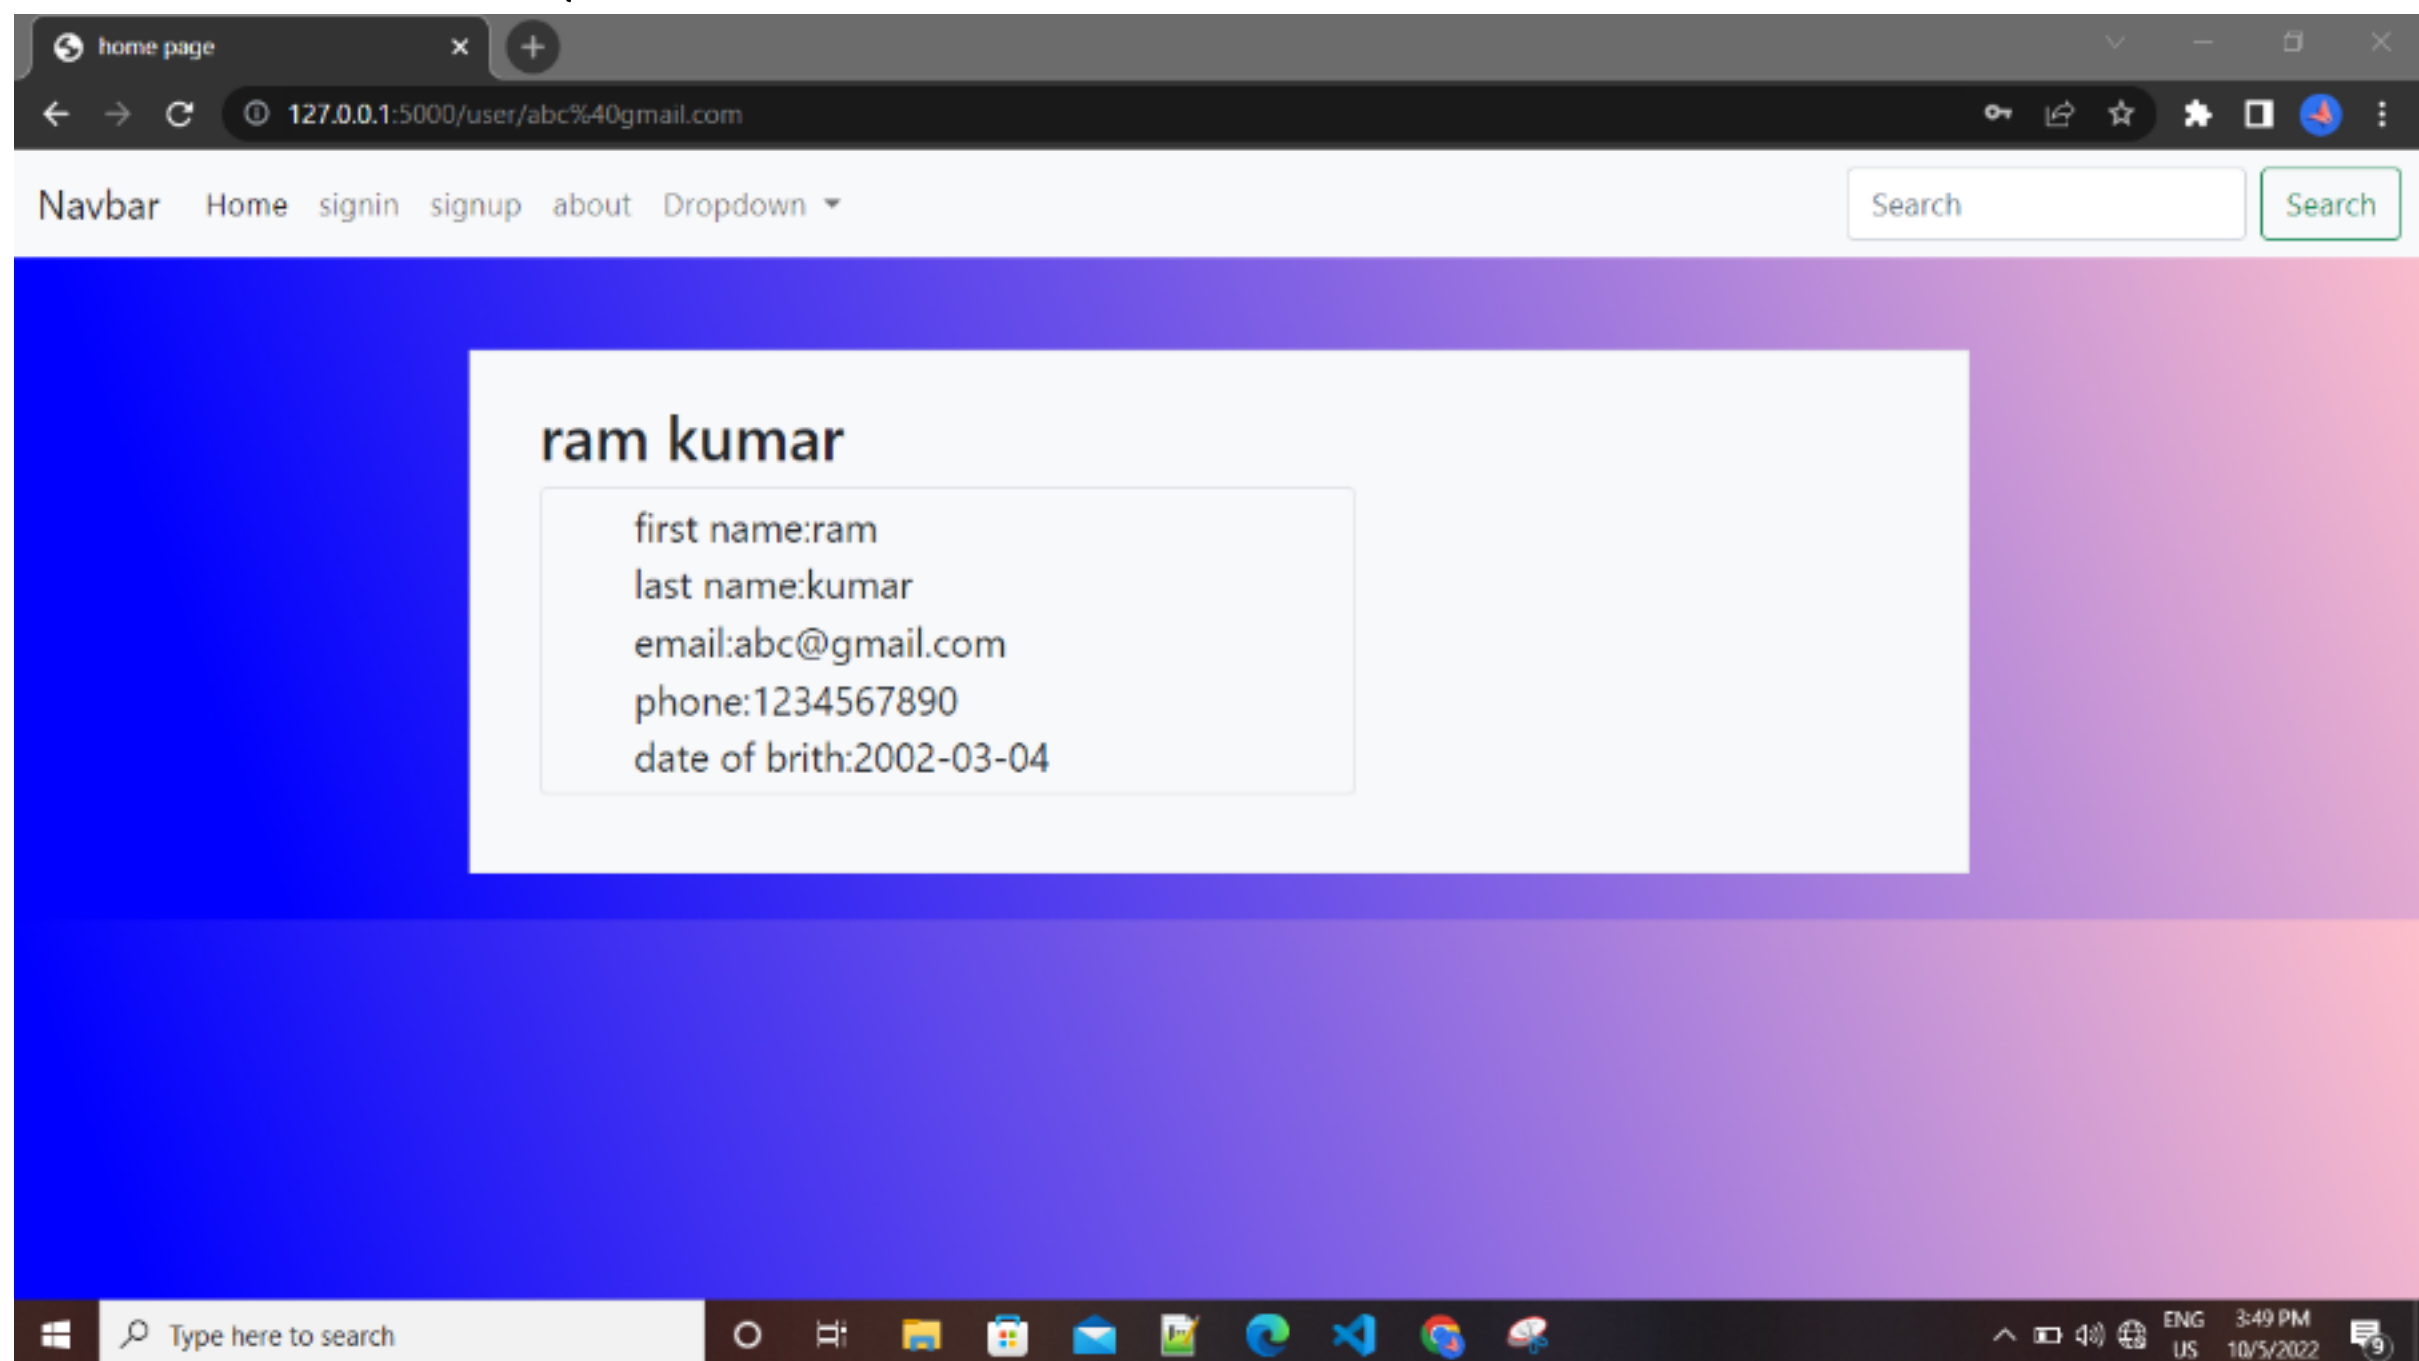 home page
127.0.0.1:5000/user/abc%40gmail.com
Navbar Home signin signup about Dropdown Search Search
ram kumar
first name:ram
last name:kumar
email:abc@gmail.com
phone:1234567890
date of brith:2002-03-04
Type here to search
ENG 3:49 PM
US 10/5/2022 9